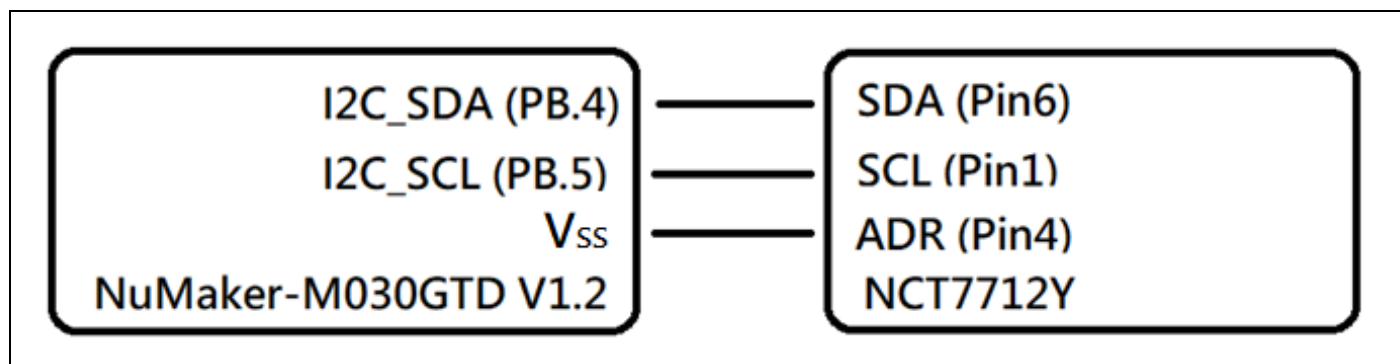 I2C_SDA (PB.4)
I2C_SCL (PB.5)
Vss
NuMaker-M030GTD V1.2
SDA (Pin6)
SCL (Pin1)
ADR (Pin4)
NCT7712Y